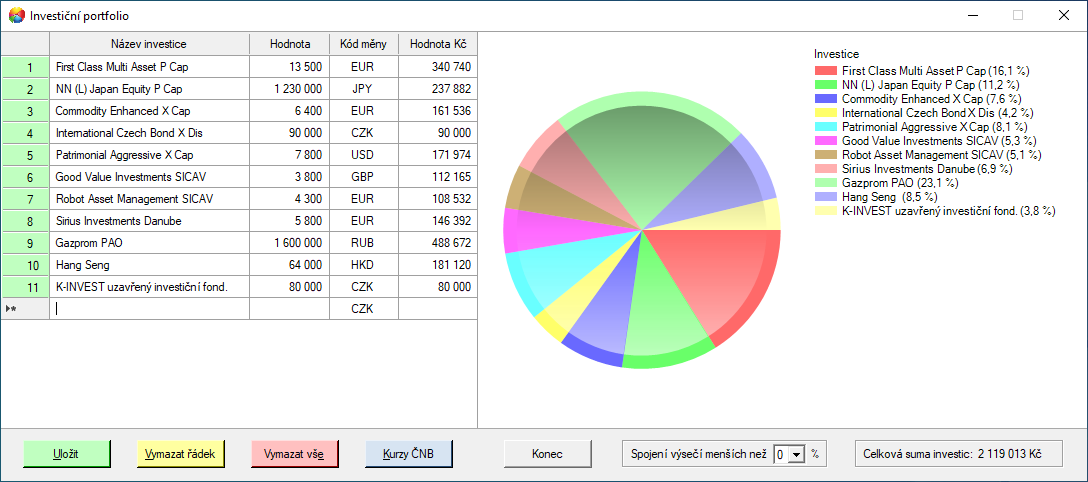 Investiční portfolio
Název investice Hodnota Kód měny Hodnota Kč
1 First Class Multi Asset P Cap 13 500 EUR 340 740
2 NN (L) Japan Equity P Cap 1 230 000 JPY 237 882
3 Commodity Enhanced X Cap 6 400 EUR 161 536
4 International Czech Bond X Dis 90 000 CZK 90 000
5 Patrimonial Aggressive X Cap 7 800 USD 171 974
6 Good Value Investments SICAV 3 800 GBP 112 165
7 Robot Asset Management SICAV 4 300 EUR 108 532
8 Sirius Investments Danube 5 800 EUR 146 392
9 Gazprom PAO 1 600 000 RUB 488 672
10 Hang Seng 64 000 HKD 181 120
11 K-INVEST uzavřený investiční fond. 80 000 CZK 80 000
CZK
Investice
First Class Multi Asset P Cap (16,1 %)
NN (L) Japan Equity P Cap (11,2 %)
Commodity Enhanced X Cap (7,6 %)
International Czech Bond X Dis (4,2 %)
Patrimonial Aggressive X Cap (8,1 %)
Good Value Investments SICAV (5,3 %)
Robot Asset Management SICAV (5,1 %)
Sirius Investments Danube (6,9 %)
Gazprom PAO (23,1 %)
Hang Seng (8,5 %)
K-INVEST uzavřený investiční fond. (3,8 %)
Uložit Vymazat řádek Vymazat vše Kurzy ČNB Konec Spojení výsečí menších než 0 % Celková suma investic: 2 119 013 Kč